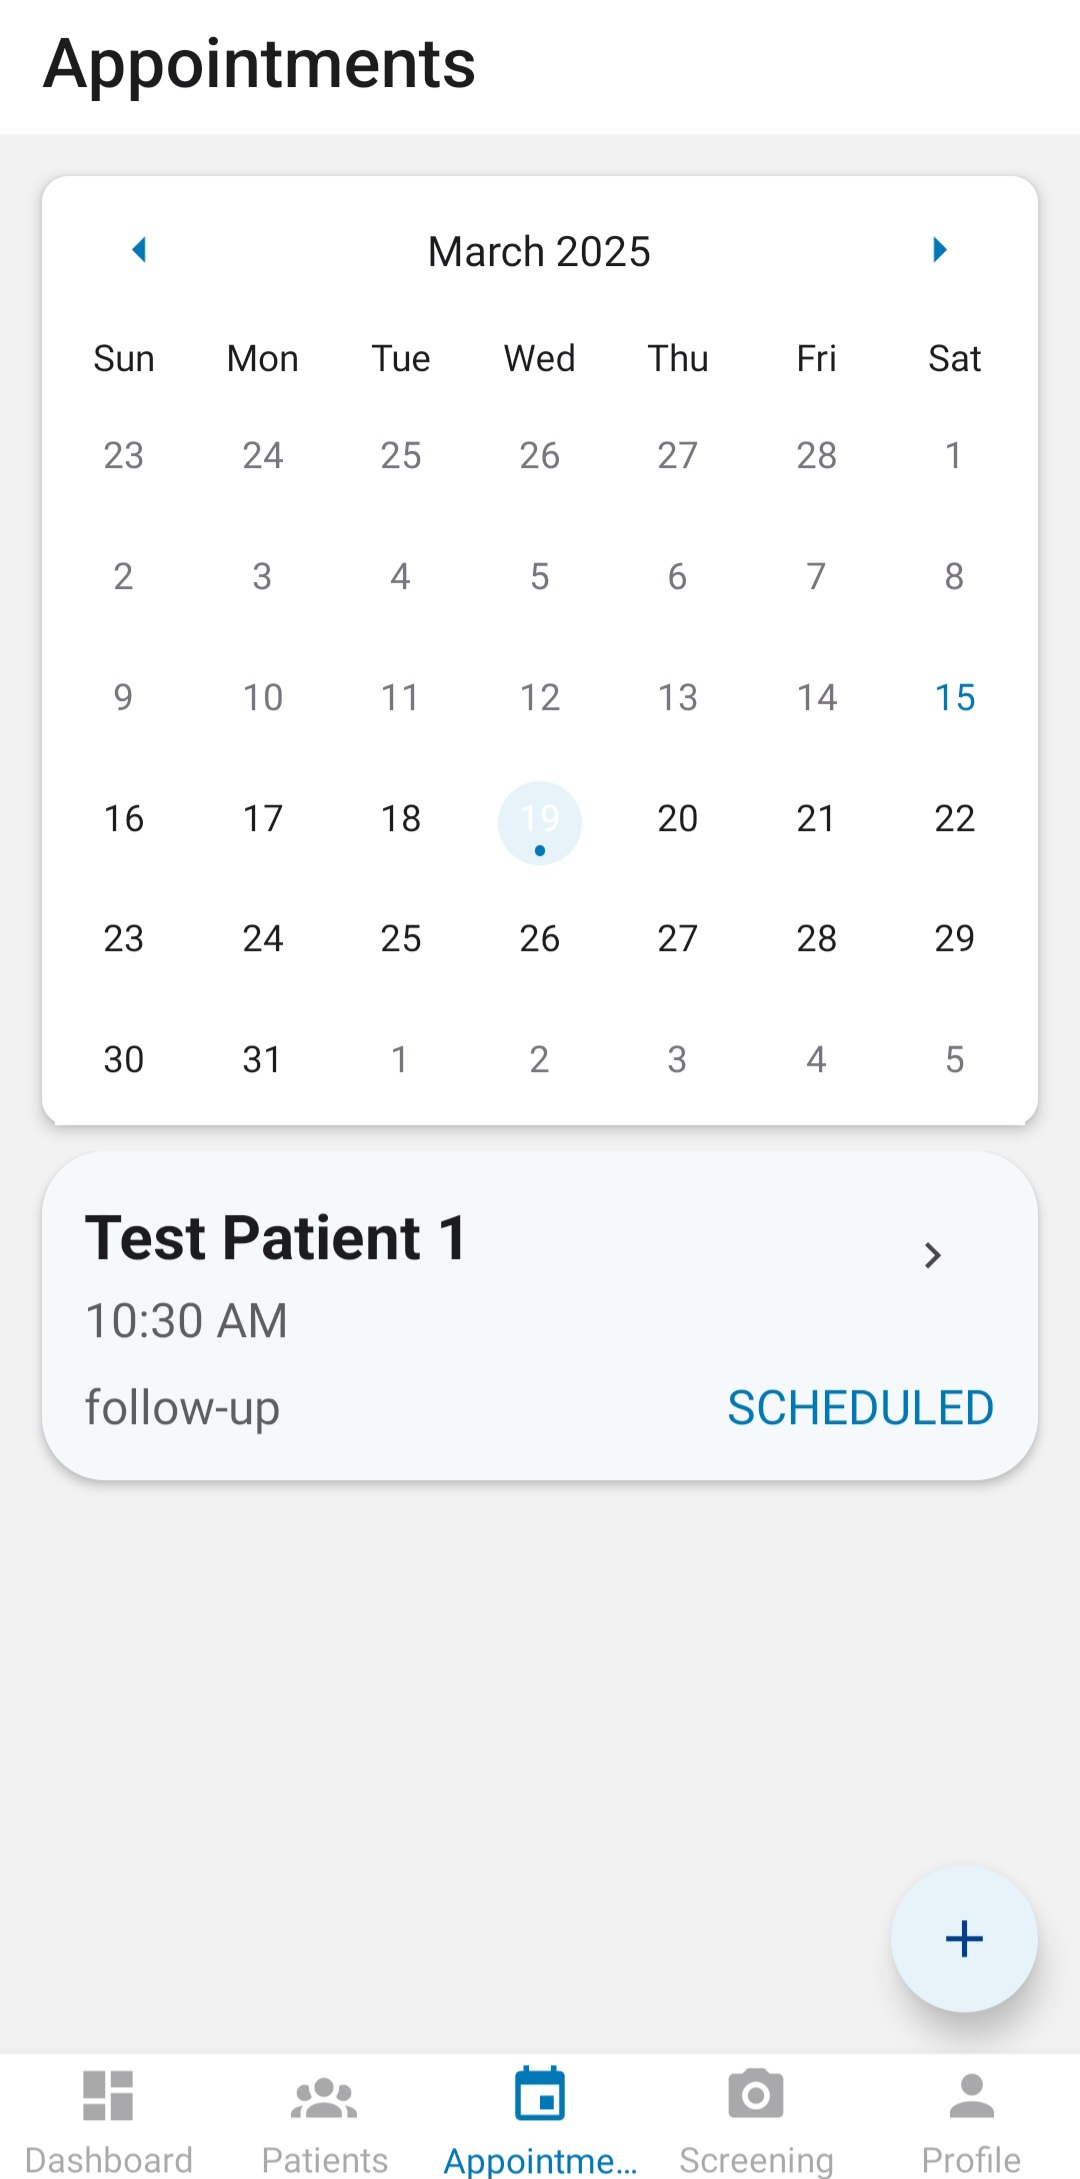 Appointments
March 2025
Sun Mon Tue Wed Thu Fri Sat
23 24 25 26 27 28 1
2 3 4 5 6 7 8
9 10 11 12 13 14 15
16 17 18 19 20 21 22
23 24 25 26 27 28 29
30 31 1 2 3 4 5
Test Patient 1
10:30 AM
follow-up SCHEDULED
Dashboard Patients Appointme... Screening Profile